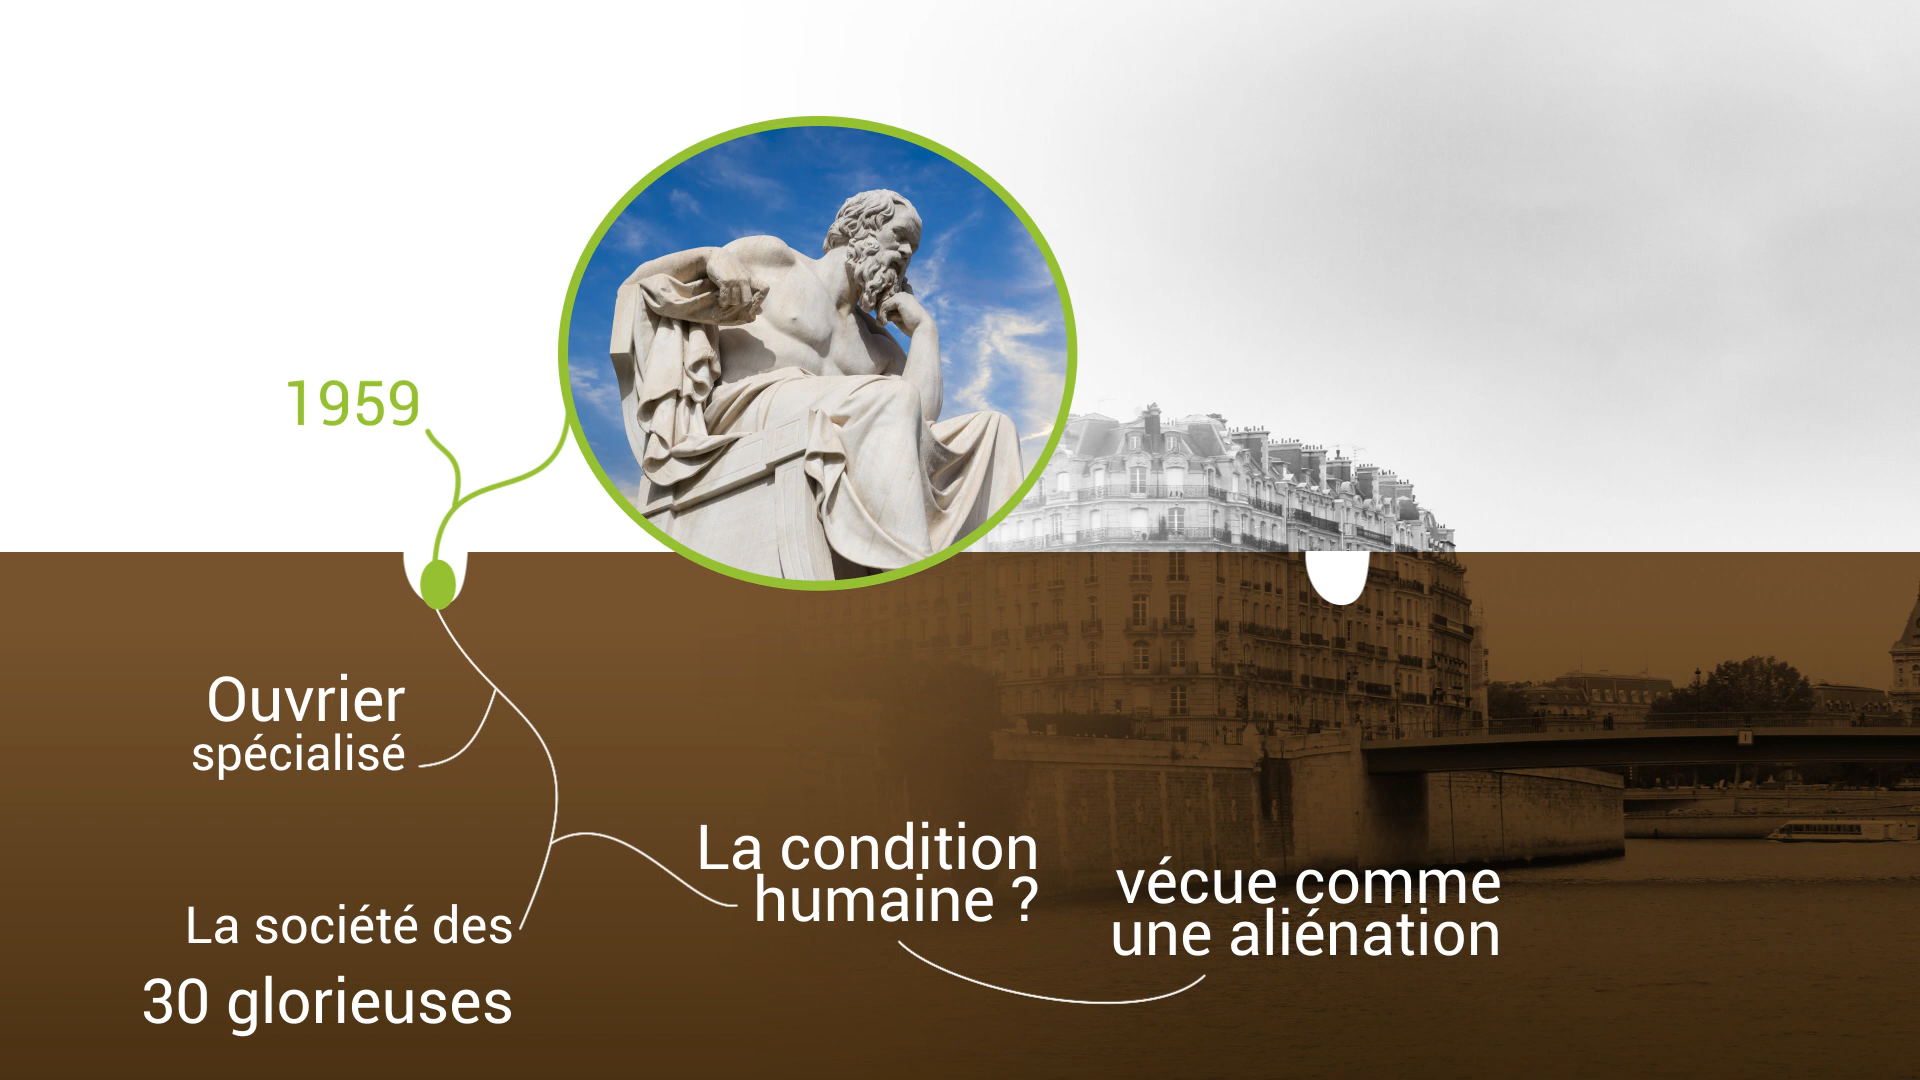 1959
Ouvrier
spécialisé
La société des
30 glorieuses
La condition
humaine ?
vécue comme
une aliénation